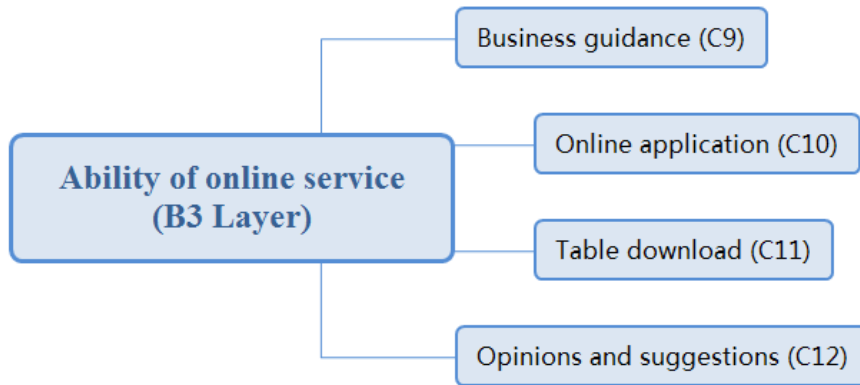 Business guidance (C9)
Online application (C10)
Ability of online service
(B3 Layer)
Table download (C11)
Opinions and suggestions (C12)